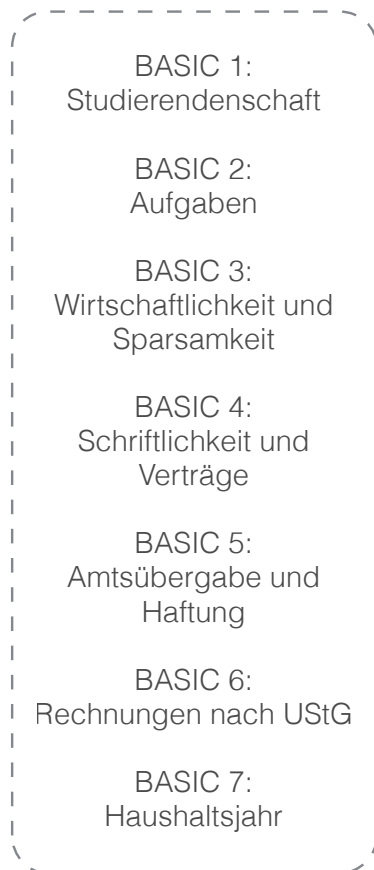 BASIC 1:
Studierendenschaft
BASIC 2:
Aufgaben
BASIC 3:
Wirtschaftlichkeit und
Sparsamkeit
BASIC 4:
Schriftlichkeit und
Verträge
BASIC 5:
Amtsübergabe und
Haftung
BASIC 6:
Rechnungen nach UStG
BASIC 7:
Haushaltsjahr